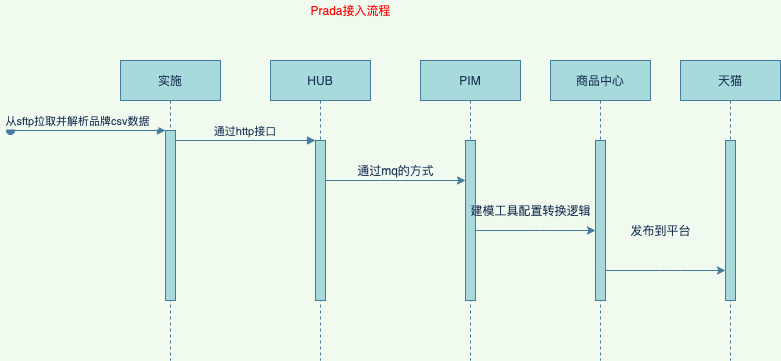 Prada接入流程
实施
HUB
PIM
商品中心
天猫
从sftp拉取并解析品牌csv数据
通过http接口
通过mq的方式
建模工具配置转换逻辑
发布到平台